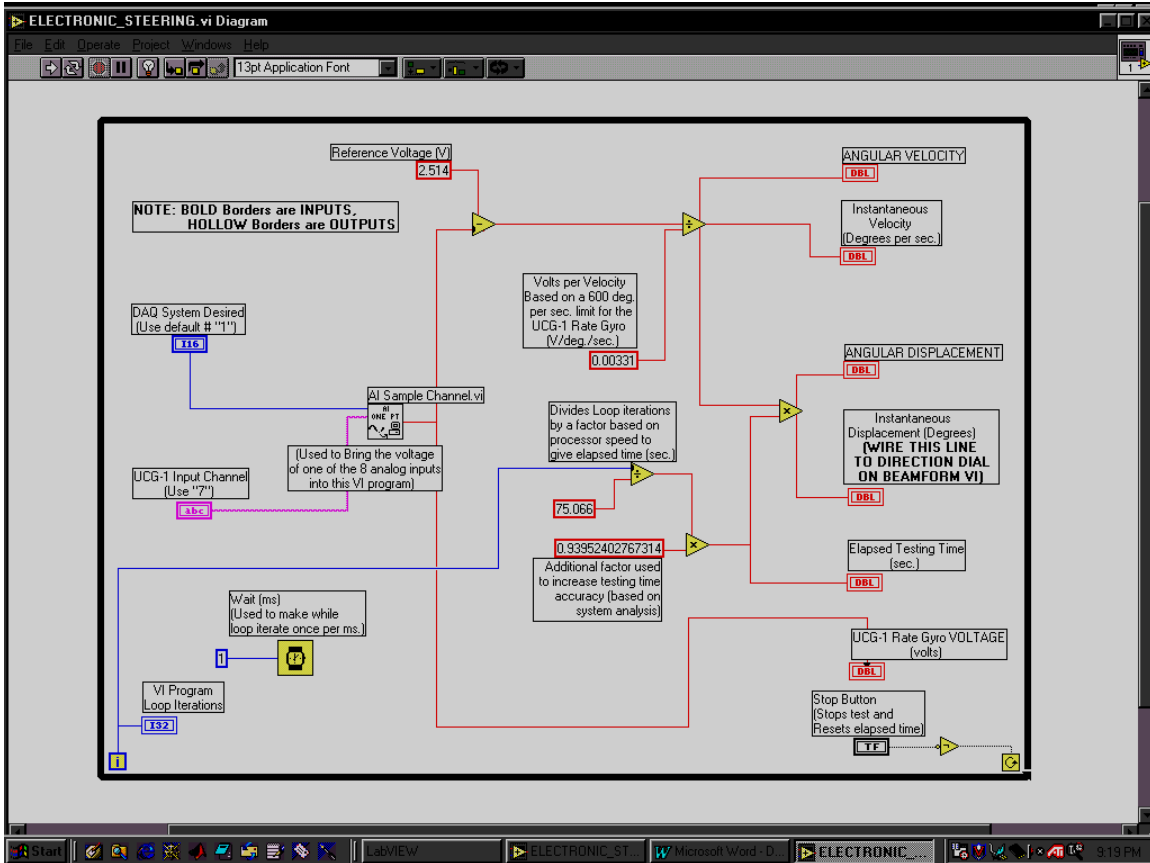 ELECTRONIC_STEERING.vi Diagram
File Edit Operate Project Windows Help
13pt Application Font
1
Reference Voltage (V)
2.514
NOTE: BOLD Borders are INPUTS,
HOLLOW Borders are OUTPUTS
ANGULAR VELOCITY
DBL
Instantaneous
Velocity
(Degrees per sec.)
DBL
Volts per Velocity
Based on a 600 deg.
per sec. limit for the
UCG-1 Rate Gyro
(V/deg./sec.)
0.00331
DAQ System Desired
(Use default # "1")
I16
ANGULAR DISPLACEMENT
DBL
AI Sample Channel.vi
AI
ONE PT
(Used to Bring the voltage
of one of the 8 analog inputs
into this VI program)
Divides Loop iterations
by a factor based on
processor speed to
give elapsed time (sec.)
Instantaneous
Displacement (Degrees)
(WIRE THIS LINE
TO DIRECTION DIAL
ON BEAMFORM VI)
DBL
UCG-1 Input Channel
(Use "7")
abc
75.066
0.93952402767314
Additional factor used
to increase testing time
accuracy (based on
system analysis)
Elapsed Testing Time
(sec.)
DBL
Wait (ms)
(Used to make while
loop iterate once per ms.)
1
UCG-1 Rate Gyro VOLTAGE
(volts)
DBL
VI Program
Loop Iterations
I32
i
Stop Button
(Stops test and
Resets elapsed time)
TF
Start
LabVIEW
ELECTRONIC_ST...
Microsoft Word - D...
ELECTRONIC_...
9:19 PM